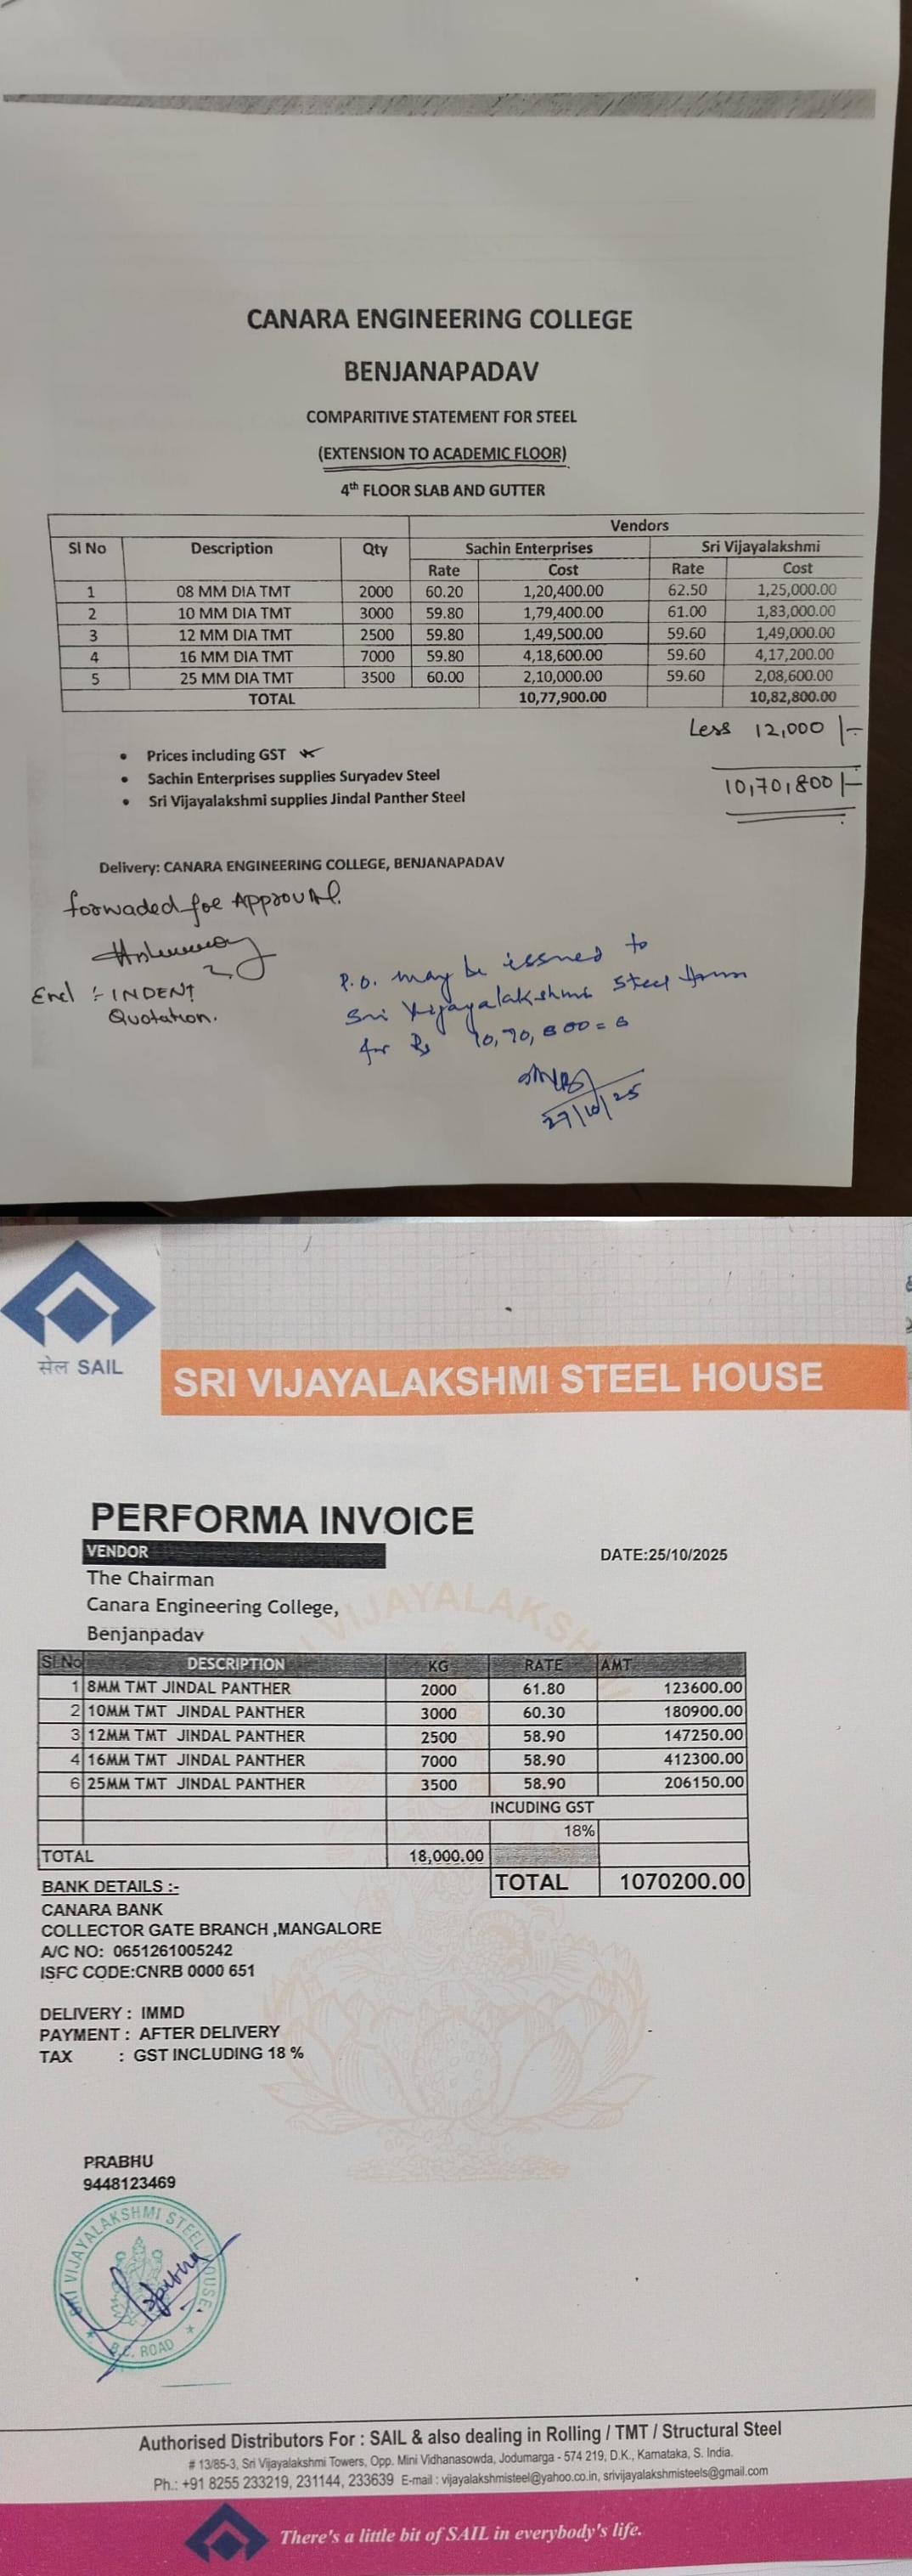 CANARA ENGINEERING COLLEGE
BENJANAPADAV
COMPARITIVE STATEMENT FOR STEEL
(EXTENSION TO ACADEMIC FLOOR)
4th FLOOR SLAB AND GUTTER
Vendors
Sl No Description Qty Sachin Enterprises Sri Vijayalakshmi
Rate Cost Rate Cost
1 08 MM DIA TMT 2000 60.20 1,20,400.00 62.50 1,25,000.00
2 10 MM DIA TMT 3000 59.80 1,79,400.00 61.00 1,83,000.00
3 12 MM DIA TMT 2500 59.80 1,49,500.00 59.60 1,49,000.00
4 16 MM DIA TMT 7000 59.80 4,18,600.00 59.60 4,17,200.00
5 25 MM DIA TMT 3500 60.00 2,10,000.00 59.60 2,08,600.00
TOTAL 10,77,900.00 10,82,800.00
Less 12,000/-
10,70,800/-
• Prices including GST
• Sachin Enterprises supplies Suryadev Steel
• Sri Vijayalakshmi supplies Jindal Panther Steel
Delivery: CANARA ENGINEERING COLLEGE, BENJANAPADAV
forwaded for Approval.
Encl :- INDENT
Quotation.
P.O. may be issued to
Sri Vijayalakshmi Steel House
for Rs 10,70,800=0
27/10/25
सेल SAIL
SRI VIJAYALAKSHMI STEEL HOUSE
PERFORMA INVOICE
VENDOR
DATE:25/10/2025
The Chairman
Canara Engineering College,
Benjanpadav
Sl No DESCRIPTION KG RATE AMT
1 8MM TMT JINDAL PANTHER 2000 61.80 123600.00
2 10MM TMT JINDAL PANTHER 3000 60.30 180900.00
3 12MM TMT JINDAL PANTHER 2500 58.90 147250.00
4 16MM TMT JINDAL PANTHER 7000 58.90 412300.00
6 25MM TMT JINDAL PANTHER 3500 58.90 206150.00
INCUDING GST
18%
TOTAL 18,000.00
TOTAL 1070200.00
BANK DETAILS :-
CANARA BANK
COLLECTOR GATE BRANCH ,MANGALORE
A/C NO: 0651261005242
ISFC CODE:CNRB 0000 651
DELIVERY : IMMD
PAYMENT : AFTER DELIVERY
TAX : GST INCLUDING 18 %
PRABHU
9448123469
SRI VIJAYALAKSHMI STEEL HOUSE
B.C. ROAD
Authorised Distributors For : SAIL & also dealing in Rolling / TMT / Structural Steel
# 13/85-3, Sri Vijayalakshmi Towers, Opp. Mini Vidhanasowda, Jodumarga - 574 219, D.K., Karnataka, S. India.
Ph.: +91 8255 233219, 231144, 233639 E-mail : vijayalakshmisteel@yahoo.co.in, srivijayalakshmisteels@gmail.com
There's a little bit of SAIL in everybody's life.